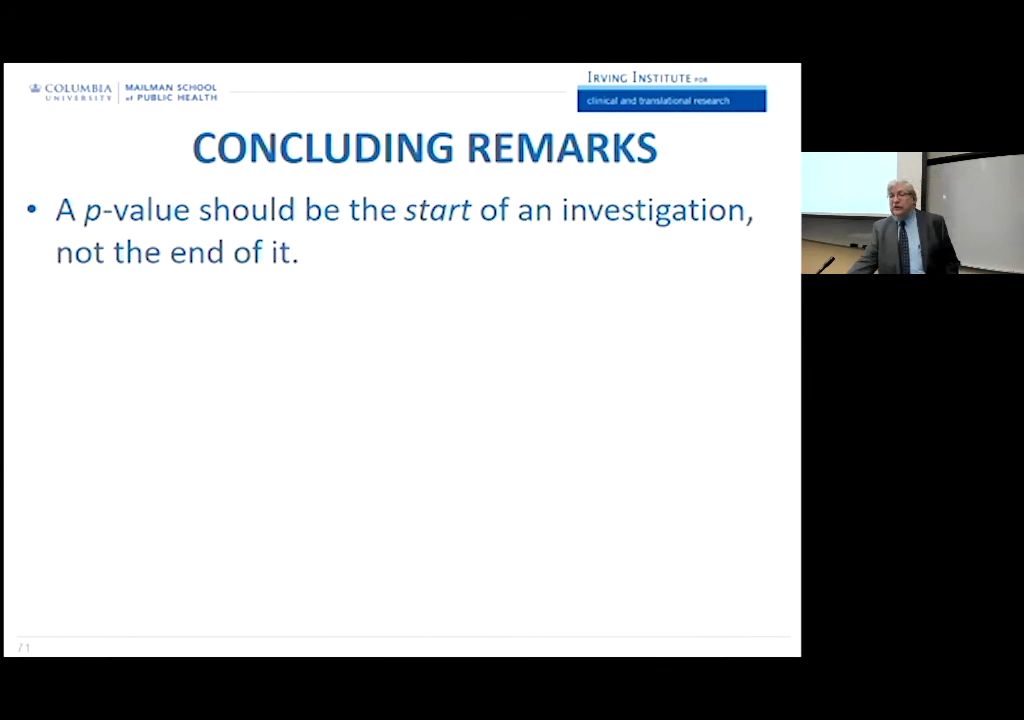 COLUMBIA UNIVERSITY
MAILMAN SCHOOL of PUBLIC HEALTH
IRVING INSTITUTE FOR
clinical and translational research
CONCLUDING REMARKS
• A p-value should be the start of an investigation,
not the end of it.
71